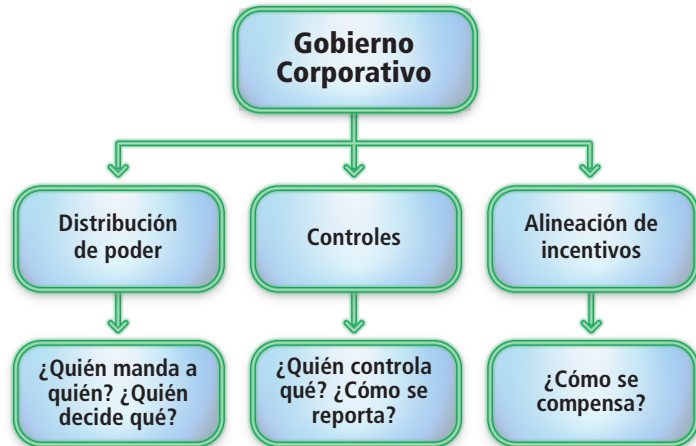 Gobierno
Corporativo
Distribución
de poder
Controles
Alineación de
incentivos
¿Quién manda a
quién? ¿Quién
decide qué?
¿Quién controla
qué? ¿Cómo se
reporta?
¿Cómo se
compensa?